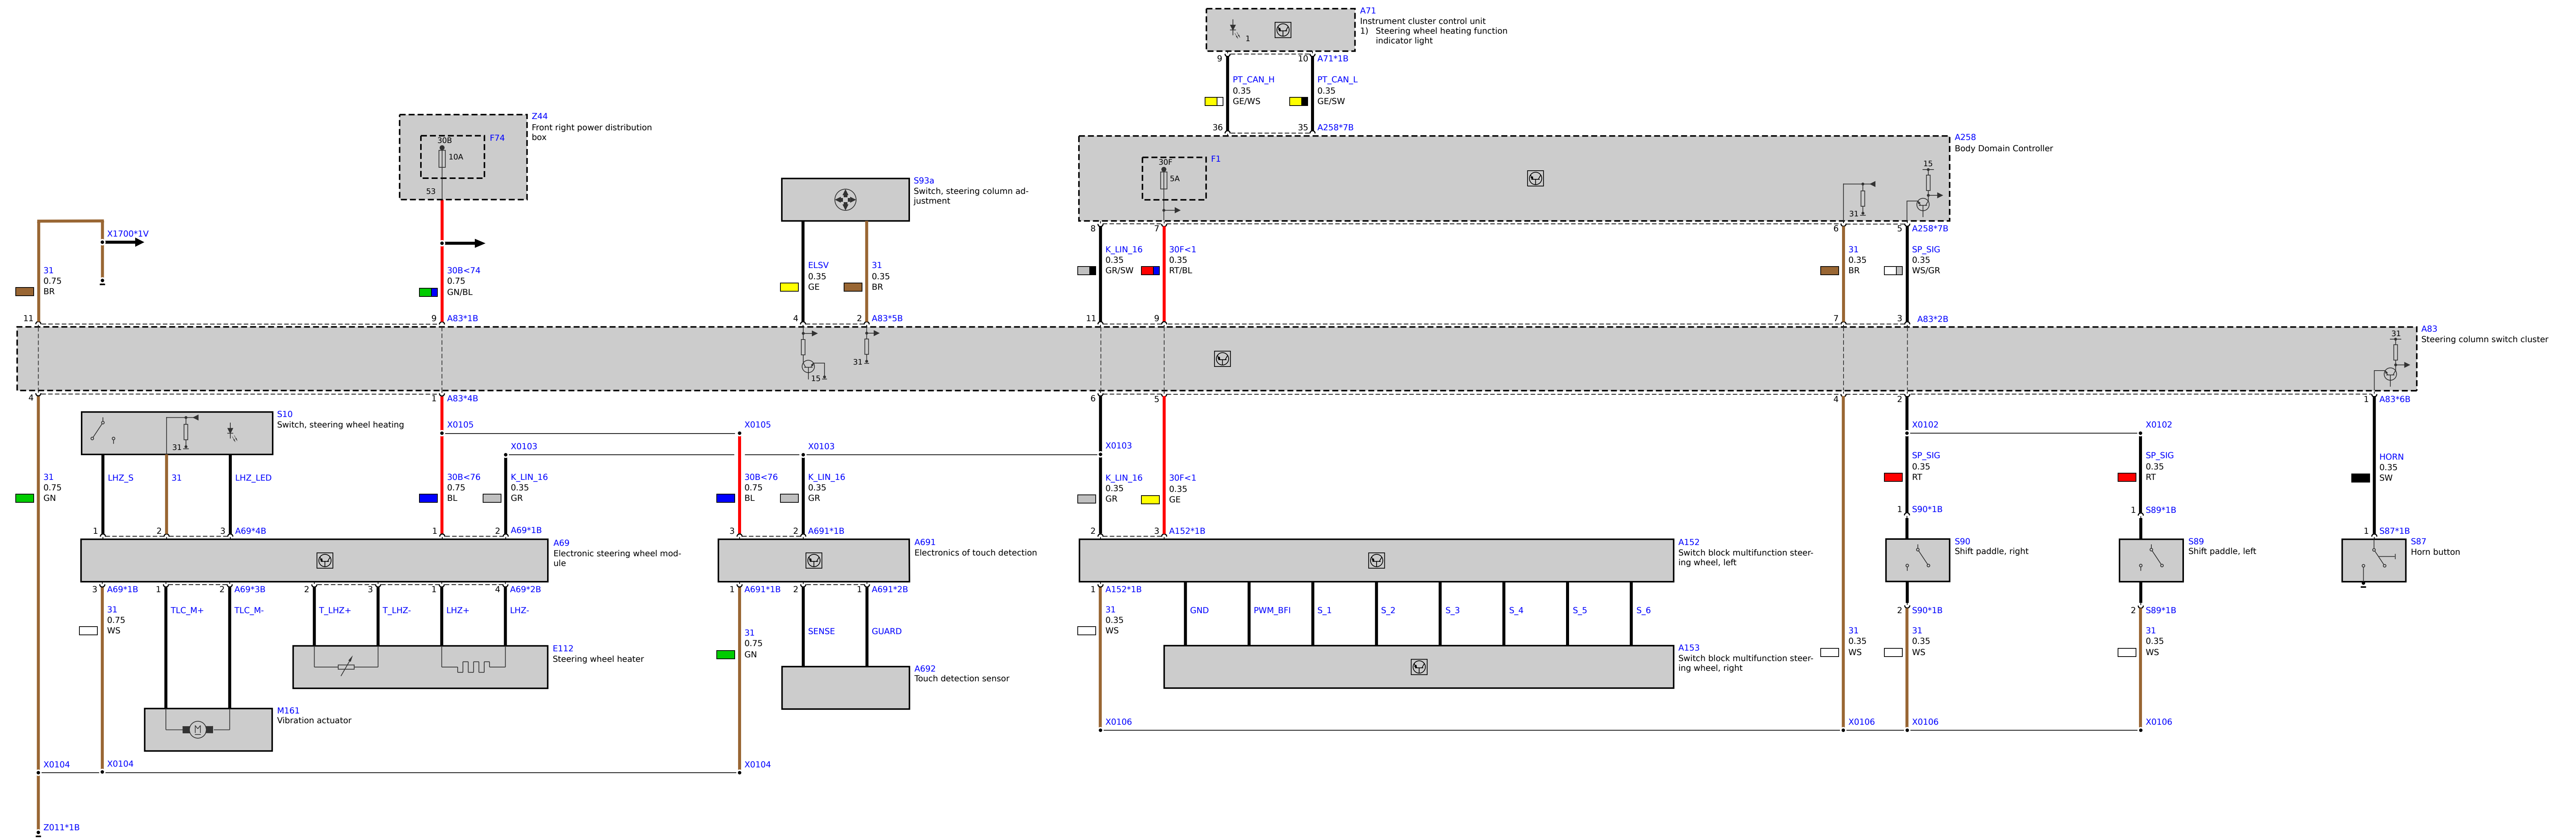 A71
Instrument cluster control unit
1) Steering wheel heating function
indicator light
1
9
10
A71*1B
PT_CAN_H
0.35
GE/WS
PT_CAN_L
0.35
GE/SW
36
35
A258*7B
Z44
Front right power distribution
box
30B
F74
10A
53
A258
Body Domain Controller
30F
F1
5A
15
31
S93a
Switch, steering column ad-
justment
X1700*1V
8
7
6
5
A258*7B
31
0.75
BR
30B<74
0.75
GN/BL
ELSV
0.35
GE
31
0.35
BR
K_LIN_16
0.35
GR/SW
30F<1
0.35
RT/BL
31
0.35
BR
SP_SIG
0.35
WS/GR
11
9
A83*1B
4
2
A83*5B
11
9
7
3
A83*2B
A83
Steering column switch cluster
31
15
31
4
1
A83*4B
6
5
4
2
1
A83*6B
S10
Switch, steering wheel heating
31
X0105
X0105
X0103
X0103
X0103
X0102
X0102
31
0.75
GN
LHZ_S
31
LHZ_LED
30B<76
0.75
BL
K_LIN_16
0.35
GR
30B<76
0.75
BL
K_LIN_16
0.35
GR
K_LIN_16
0.35
GR
30F<1
0.35
GE
SP_SIG
0.35
RT
SP_SIG
0.35
RT
HORN
0.35
SW
1
S90*1B
1
S89*1B
1
2
3
A69*4B
1
2
A69*1B
3
2
A691*1B
2
3
A152*1B
1
S87*1B
A69
Electronic steering wheel mod-
ule
A691
Electronics of touch detection
A152
Switch block multifunction steer-
ing wheel, left
S90
Shift paddle, right
S89
Shift paddle, left
S87
Horn button
3
A69*1B
1
2
A69*3B
2
3
1
4
A69*2B
1
A691*1B
2
1
A691*2B
1
A152*1B
31
0.75
WS
TLC_M+
TLC_M-
T_LHZ+
T_LHZ-
LHZ+
LHZ-
31
0.75
GN
SENSE
GUARD
31
0.35
WS
GND
PWM_BFI
S_1
S_2
S_3
S_4
S_5
S_6
2
S90*1B
2
S89*1B
31
0.35
WS
31
0.35
WS
31
0.35
WS
E112
Steering wheel heater
A692
Touch detection sensor
A153
Switch block multifunction steer-
ing wheel, right
M161
Vibration actuator
M
X0106
X0106
X0106
X0106
X0104
X0104
X0104
Z011*1B